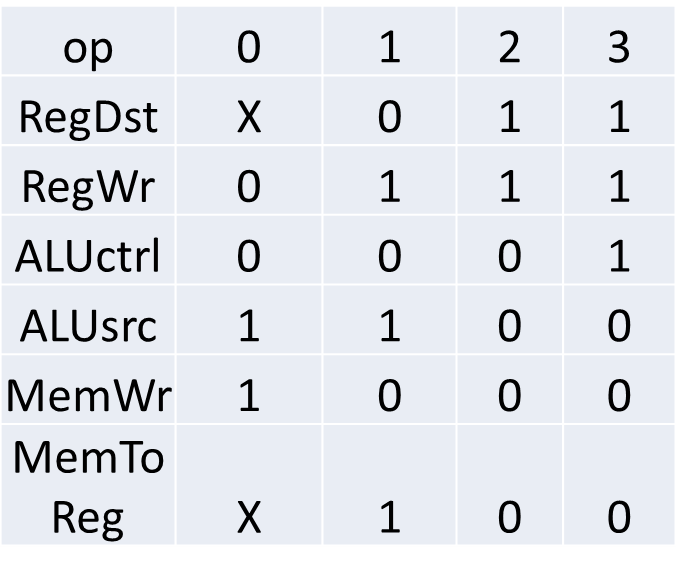 op 0 1 2 3
RegDst X 0 1 1
RegWr 0 1 1 1
ALUctrl 0 0 0 1
ALUsrc 1 1 0 0
MemWr 1 0 0 0
MemTo
Reg X 1 0 0